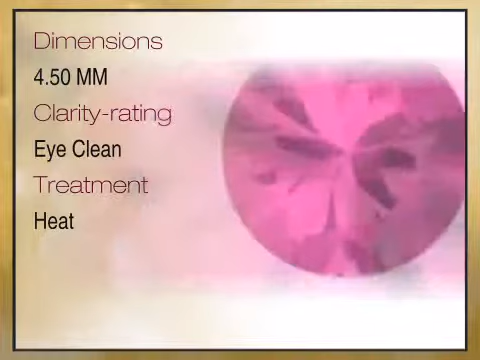 Dimensions
4.50 MM
Clarity-rating
Eye Clean
Treatment
Heat